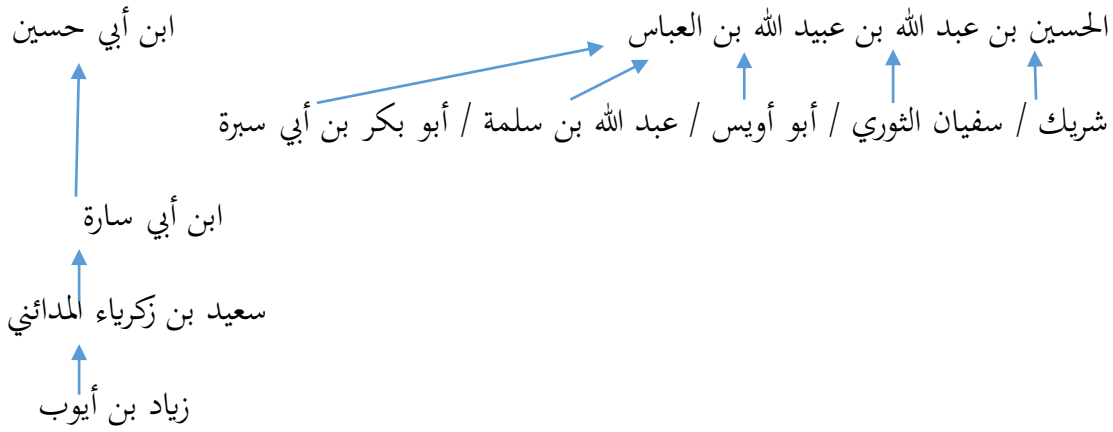 الحسين بن عبد الله بن عبيد الله بن العباس
ابن أبي حسين
شريك / سفيان الثوري / أبو أويس / عبد الله بن سلمة / أبو بكر بن أبي سبرة
ابن أبي سارة
سعيد بن زكرياء المدائني
زياد بن أيوب